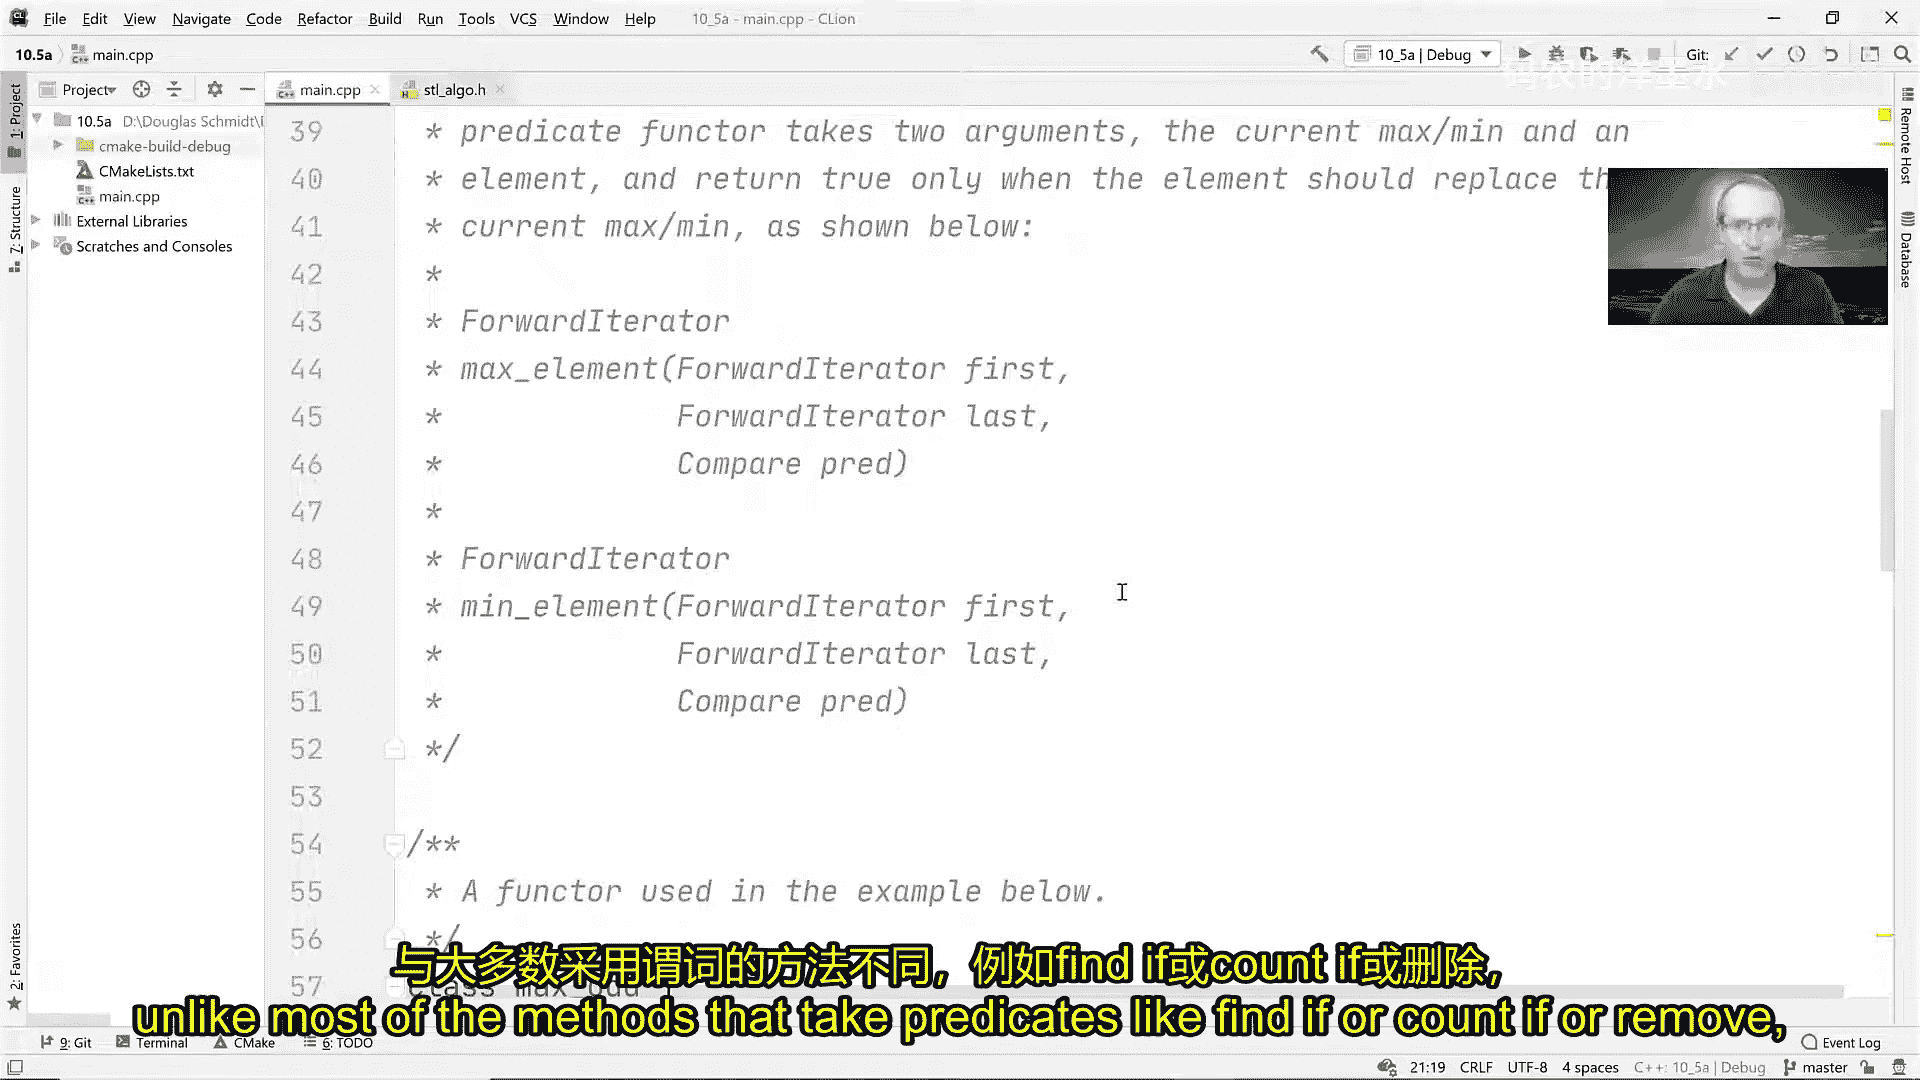 File Edit View Navigate Code Refactor Build Run Tools VCS Window Help 10_5a - main.cpp - CLion
10.5a main.cpp 10_5a | Debug Git:
码农的洋墨水
Project main.cpp stl_algo.h
1: Project
7: Structure
2: Favorites
10.5a D:\Douglas Schmidt\
cmake-build-debug
CMakeLists.txt
main.cpp
External Libraries
Scratches and Consoles
39 * predicate functor takes two arguments, the current max/min and an
40 * element, and return true only when the element should replace th
41 * current max/min, as shown below:
42 *
43 * ForwardIterator
44 * max_element(ForwardIterator first,
45 * ForwardIterator last,
46 * Compare pred)
47 *
48 * ForwardIterator
49 * min_element(ForwardIterator first,
50 * ForwardIterator last,
51 * Compare pred)
52 */
53
54 /**
55 * A functor used in the example below.
56 */
57 class max_odd {
Remote Host
Database
与大多数采用谓词的方法不同，例如find if或count if或删除，
unlike most of the methods that take predicates like find if or count if or remove,
9: Git Terminal CMake 6: TODO Event Log
21:19 CRLF UTF-8 4 spaces C++: 10_5a | Debug master